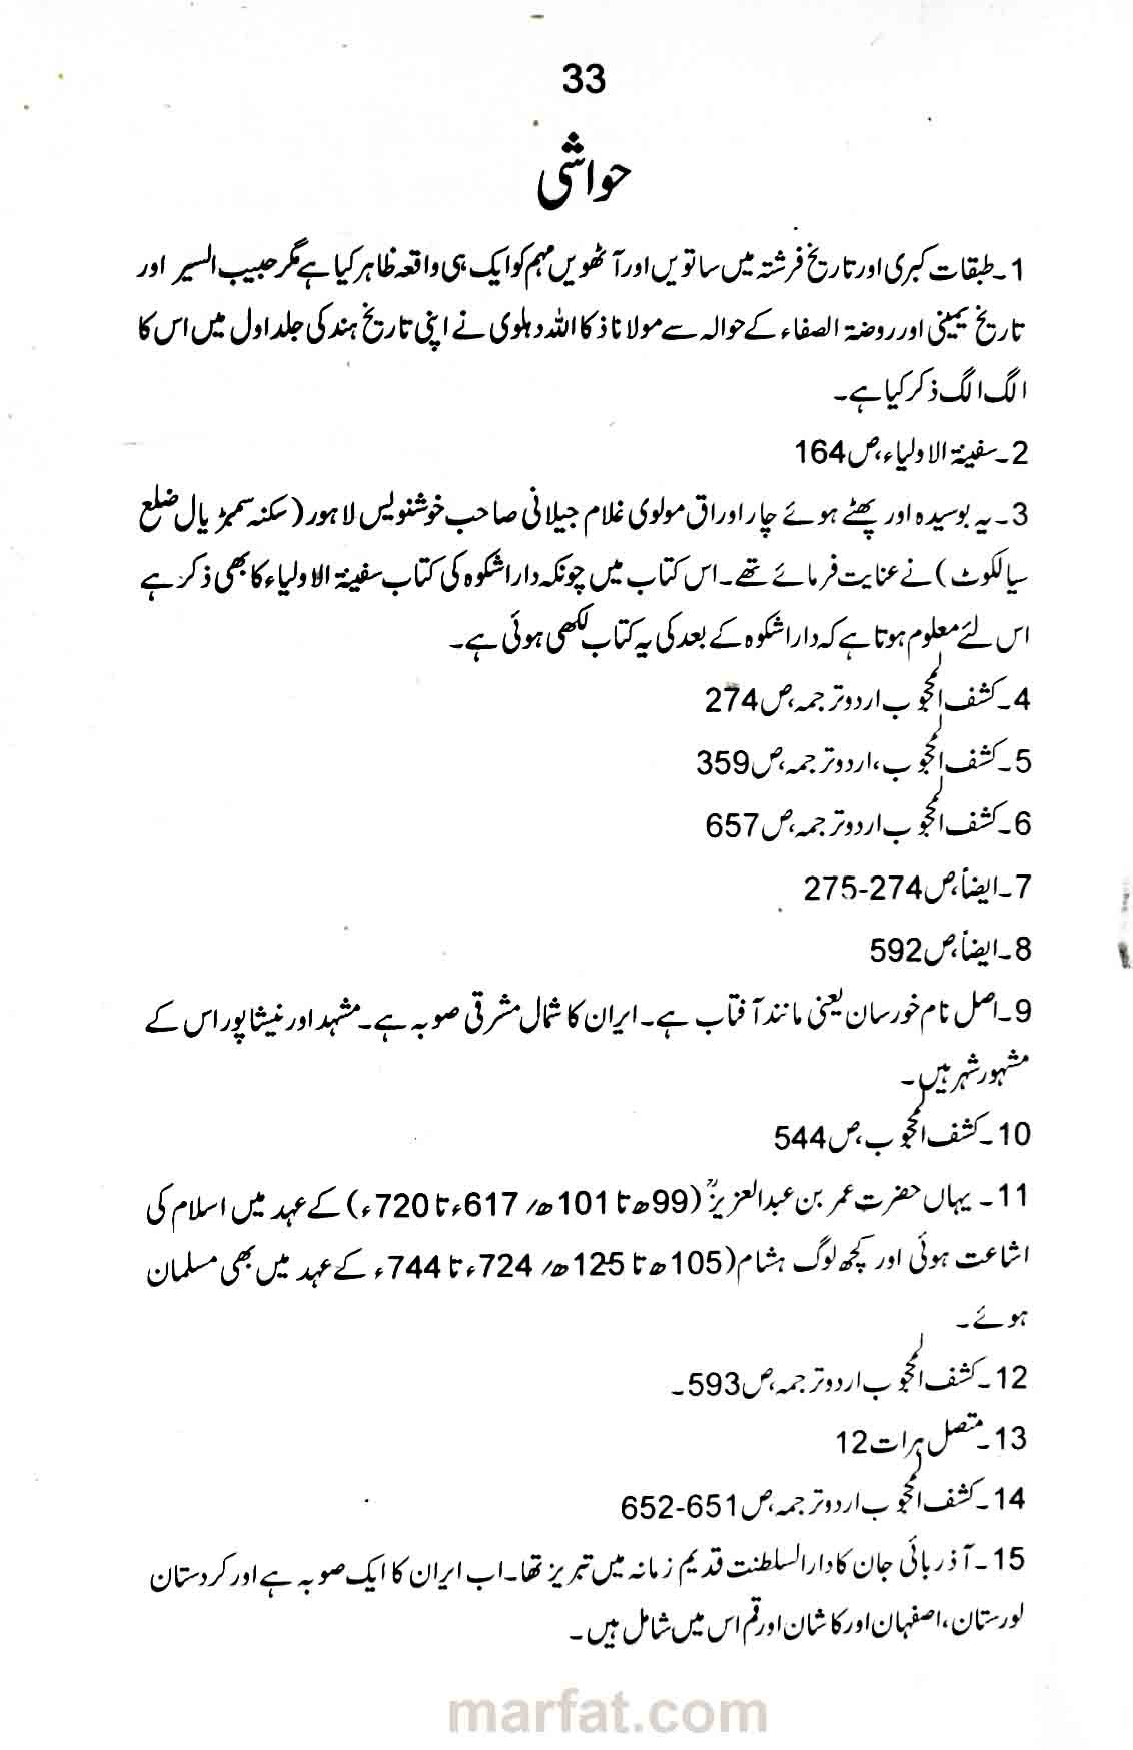 33
حواشی
1۔طبقات کبریٰ اور تاریخ فرشتہ میں ساتویں اور آٹھویں مہم کو ایک ہی واقعہ ظاہر کیا ہے مگر حبیب السیر اور
تاریخ یمینی اور روضۃ الصفاء کے حوالہ سے مولانا ذکا اللہ دہلوی نے اپنی تاریخ ہند کی جلد اول میں اس کا
الگ الگ ذکر کیا ہے۔
2۔سفینۃ الاولیاء، ص164
3۔یہ بوسیدہ اور پھٹے ہوئے چار اوراق مولوی غلام جیلانی صاحب خوشنویس لاہور (سکنہ سمبڑیال ضلع
سیالکوٹ) نے عنایت فرمائے تھے۔اس کتاب میں چونکہ داراشکوہ کی کتاب سفینۃ الاولیاء کا بھی ذکر ہے
اس لئے معلوم ہوتا ہے کہ داراشکوہ کے بعد کی یہ کتاب لکھی ہوئی ہے۔
4۔کشف المحجوب اردو ترجمہ، ص274
5۔کشف المحجوب، اردو ترجمہ، ص359
6۔کشف المحجوب اردو ترجمہ، ص657
7۔ایضاً، ص274-275
8۔ایضاً، ص592
9۔اصل نام خورسان یعنی مانند آفتاب ہے۔ایران کا شمال مشرقی صوبہ ہے۔مشہد اور نیشاپور اس کے
مشہور شہر ہیں۔
10۔کشف المحجوب، ص544
11۔ یہاں حضرت عمر بن عبدالعزیزؒ (99ھ تا 101ھ/ 617ء تا 720ء) کے عہد میں اسلام کی
اشاعت ہوئی اور کچھ لوگ ہشام (105ھ تا 125ھ/ 724ء تا 744ء کے عہد میں بھی مسلمان
ہوئے۔
12۔کشف المحجوب اردو ترجمہ، ص593۔
13۔متصل ہرات 12
14۔کشف المحجوب اردو ترجمہ، ص651-652
15۔آذربائی جان کا دارالسلطنت قدیم زمانہ میں تبریز تھا۔اب ایران کا ایک صوبہ ہے اور کردستان
لورستان، اصفہان اور کاشان اور قم اس میں شامل ہیں۔
marfat.com